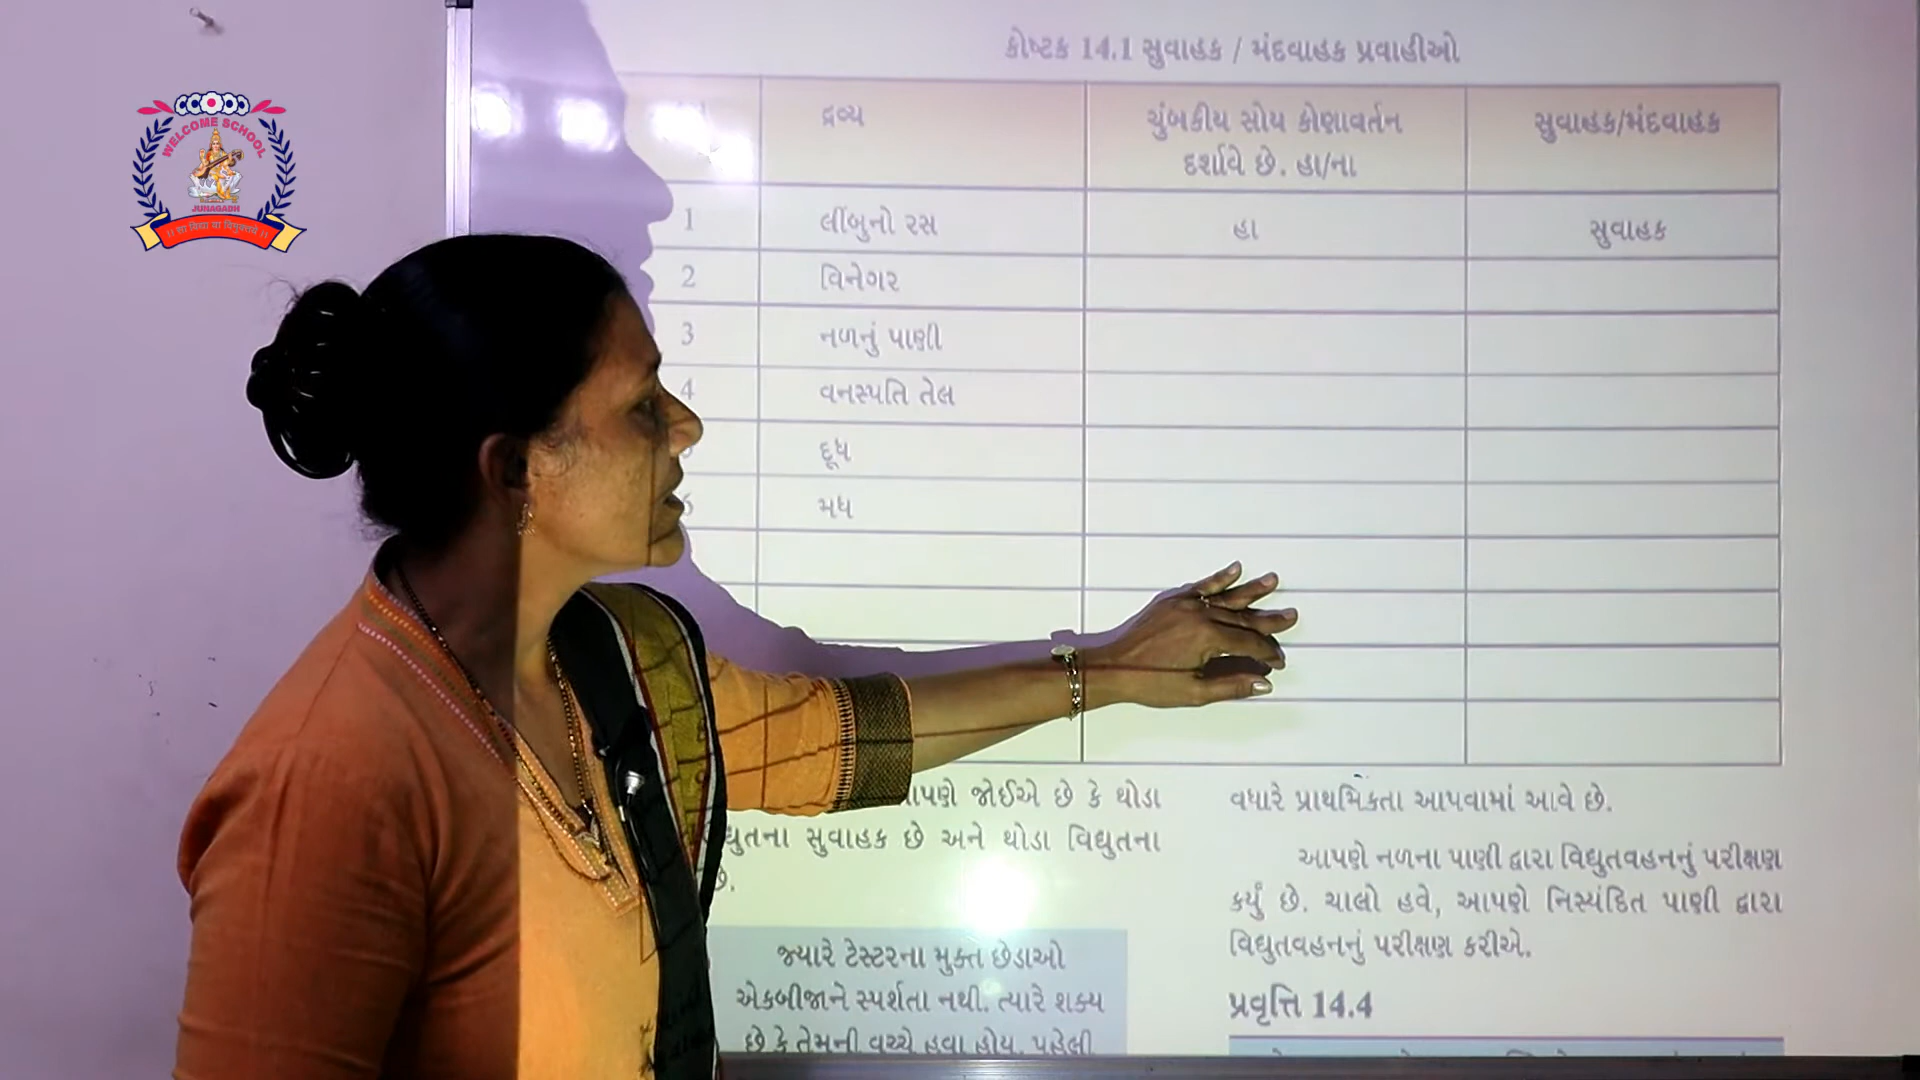 WELCOME SCHOOL
JUNAGADH
।। सा विद्या या विमुक्तये ।।
કોષ્ટક 14.1 સુવાહક / મંદવાહક પ્રવાહીઓ
દ્રવ્ય ચુંબકીય સોય કોણાવર્તન સુવાહક/મંદવાહક
દર્શાવે છે. હા/ના
1 લીંબુનો રસ હા સુવાહક
2 વિનેગર
3 નળનું પાણી
4 વનસ્પતિ તેલ
દૂધ
6 મધ
જોઈએ છે કે થોડા
સુવાહક છે અને થોડા વિદ્યુતના
છે.
જ્યારે ટેસ્ટરના મુક્ત છેડાઓ
એકબીજાને સ્પર્શતા નથી. ત્યારે શક્ય
છે કે તેમની વચ્ચે હવા હોય. પહેલી
વધારે પ્રાથમિકતા આપવામાં આવે છે.
આપણે નળના પાણી દ્વારા વિદ્યુતવહનનું પરીક્ષણ
કર્યું છે. ચાલો હવે, આપણે નિસ્યંદિત પાણી દ્વારા
વિદ્યુતવહનનું પરીક્ષણ કરીએ.
પ્રવૃત્તિ 14.4